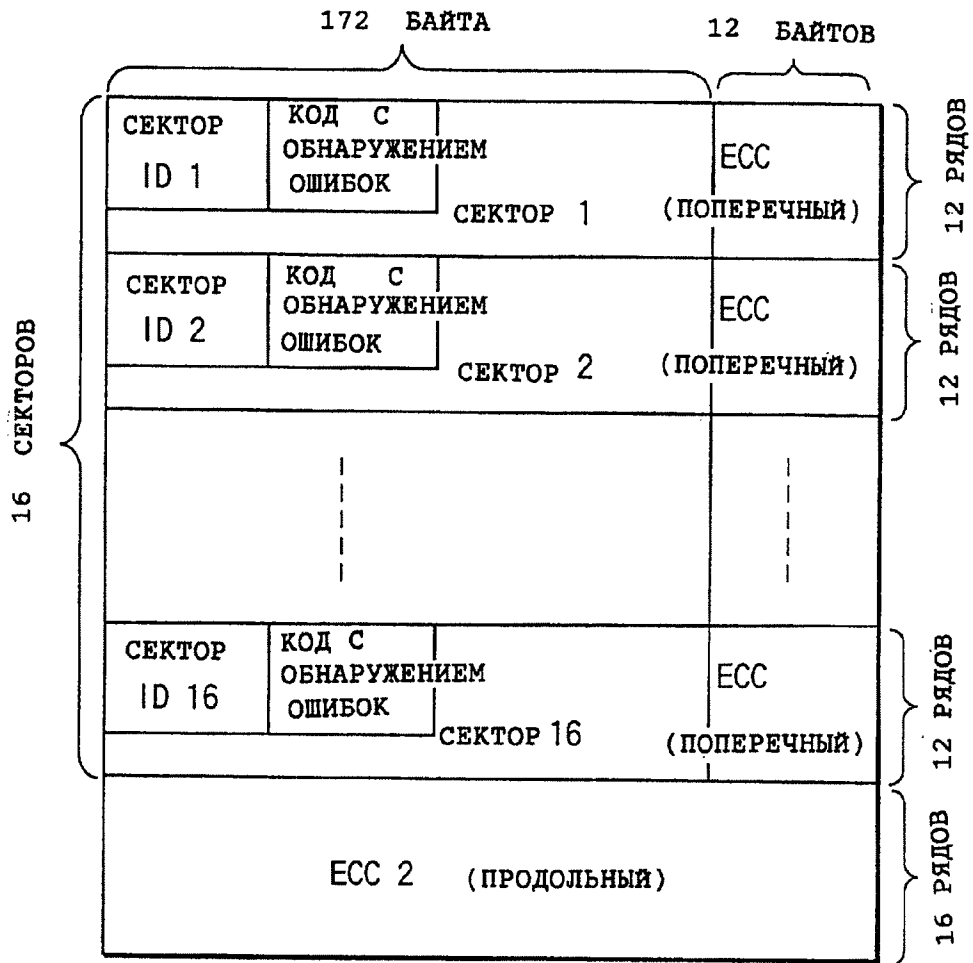 172 БАЙТА
12 БАЙТОВ
СЕКТОР
ID 1
КОД С
ОБНАРУЖЕНИЕМ
ОШИБОК
СЕКТОР 1
ECC
(ПОПЕРЕЧНЫЙ)
12 РЯДОВ
СЕКТОР
ID 2
КОД С
ОБНАРУЖЕНИЕМ
ОШИБОК
СЕКТОР 2
ECC
(ПОПЕРЕЧНЫЙ)
12 РЯДОВ
16 СЕКТОРОВ
СЕКТОР
ID 16
КОД С
ОБНАРУЖЕНИЕМ
ОШИБОК
СЕКТОР 16
ECC
(ПОПЕРЕЧНЫЙ)
12 РЯДОВ
ECC 2 (ПРОДОЛЬНЫЙ)
16 РЯДОВ